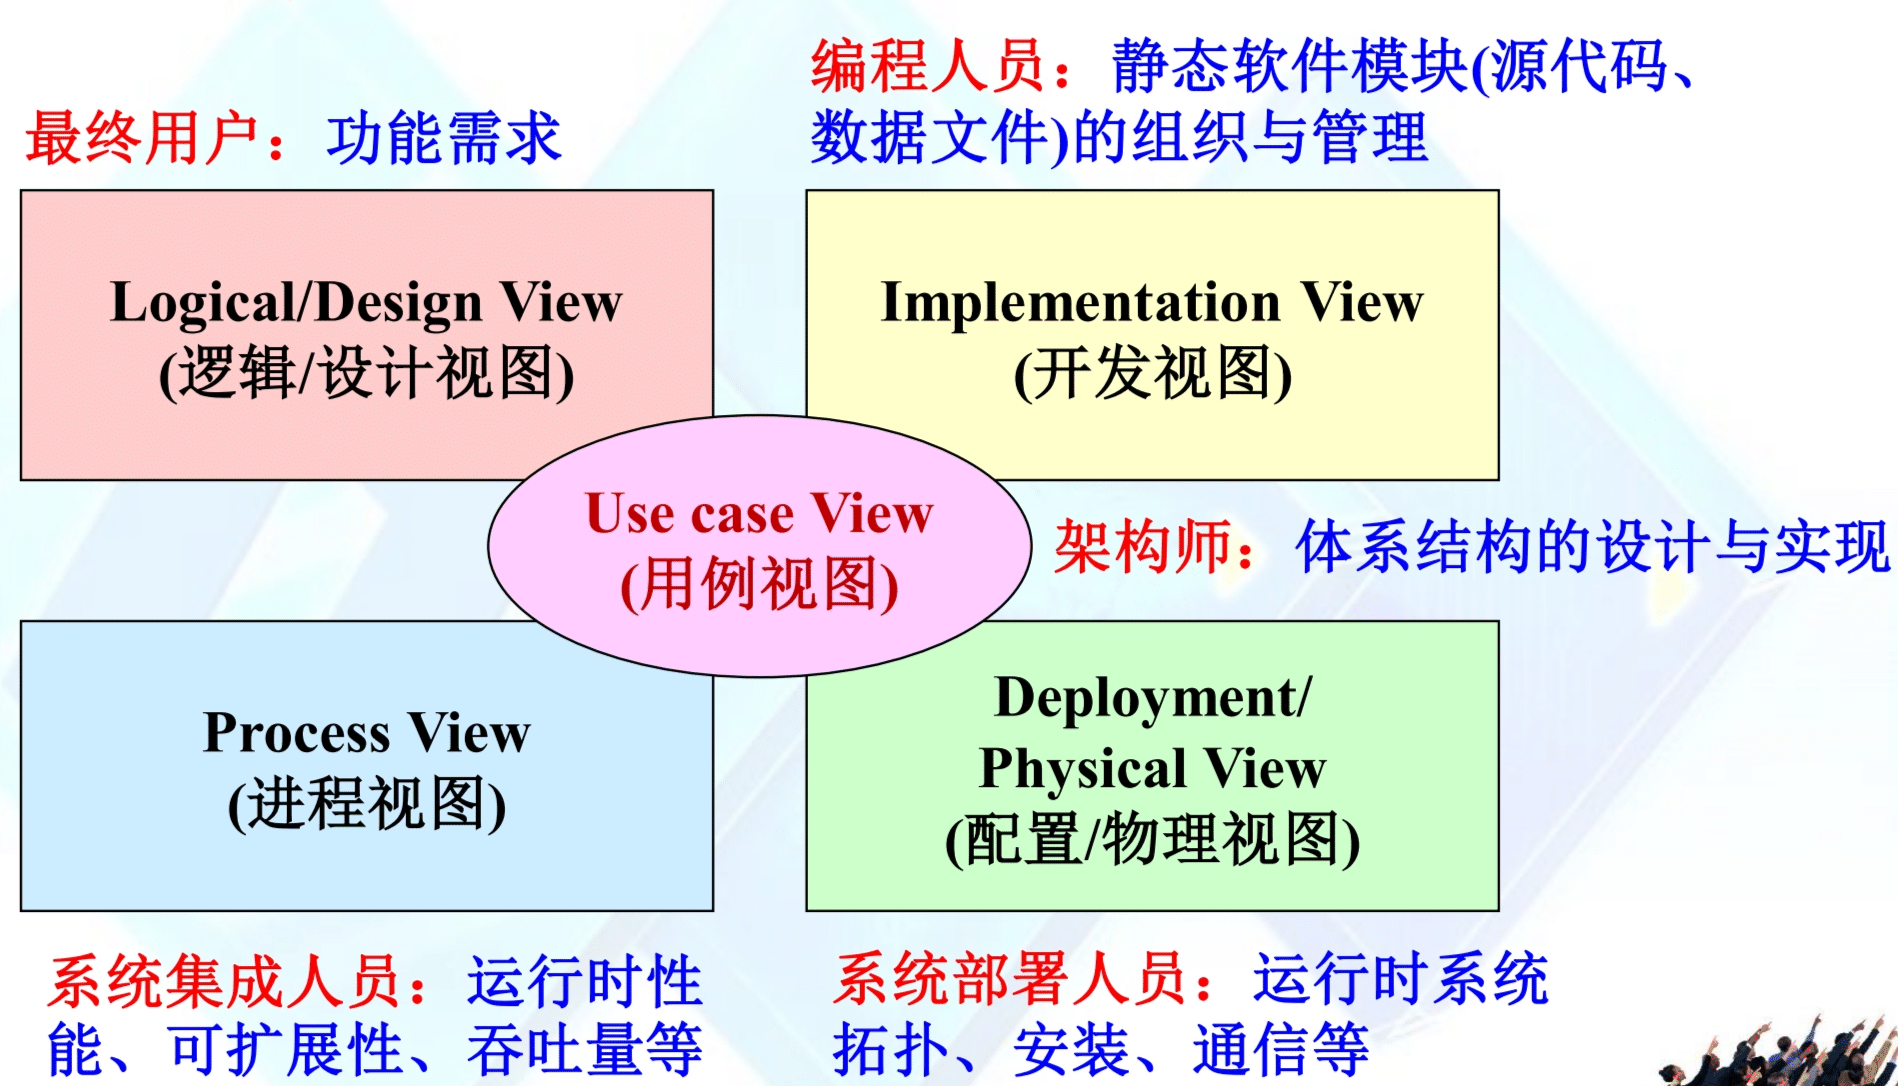 编程人员：静态软件模块(源代码、
数据文件)的组织与管理
最终用户：功能需求
Logical/Design View
(逻辑/设计视图)
Implementation View
(开发视图)
Use case View
(用例视图)
架构师：体系结构的设计与实现
Process View
(进程视图)
Deployment/
Physical View
(配置/物理视图)
系统集成人员：运行时性
能、可扩展性、吞吐量等
系统部署人员：运行时系统
拓扑、安装、通信等